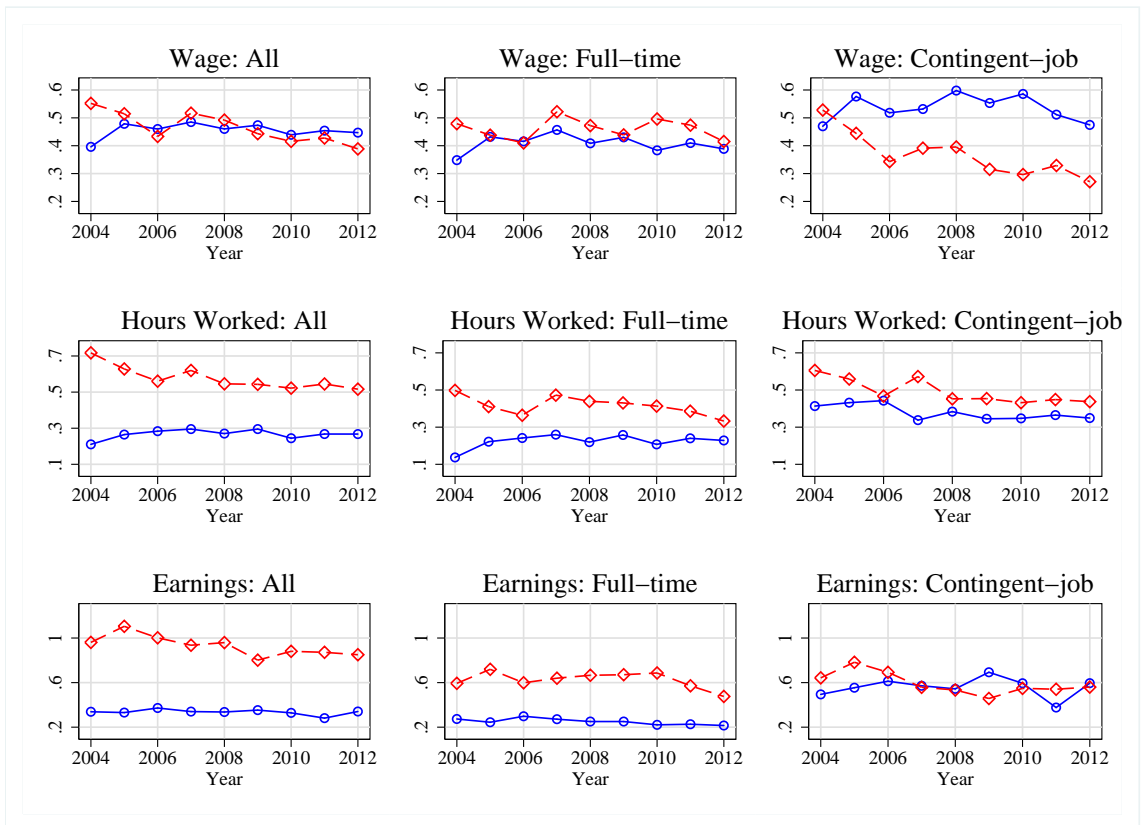 Wage: All
.2 .3 .4 .5 .6
2004 2006 2008 2010 2012
Year
Wage: Full−time
.2 .3 .4 .5 .6
2004 2006 2008 2010 2012
Year
Wage: Contingent−job
.2 .3 .4 .5 .6
2004 2006 2008 2010 2012
Year
Hours Worked: All
.1 .3 .5 .7
2004 2006 2008 2010 2012
Year
Hours Worked: Full−time
.1 .3 .5 .7
2004 2006 2008 2010 2012
Year
Hours Worked: Contingent−job
.1 .3 .5 .7
2004 2006 2008 2010 2012
Year
Earnings: All
.2 .6 1
2004 2006 2008 2010 2012
Year
Earnings: Full−time
.2 .6 1
2004 2006 2008 2010 2012
Year
Earnings: Contingent−job
.2 .6 1
2004 2006 2008 2010 2012
Year